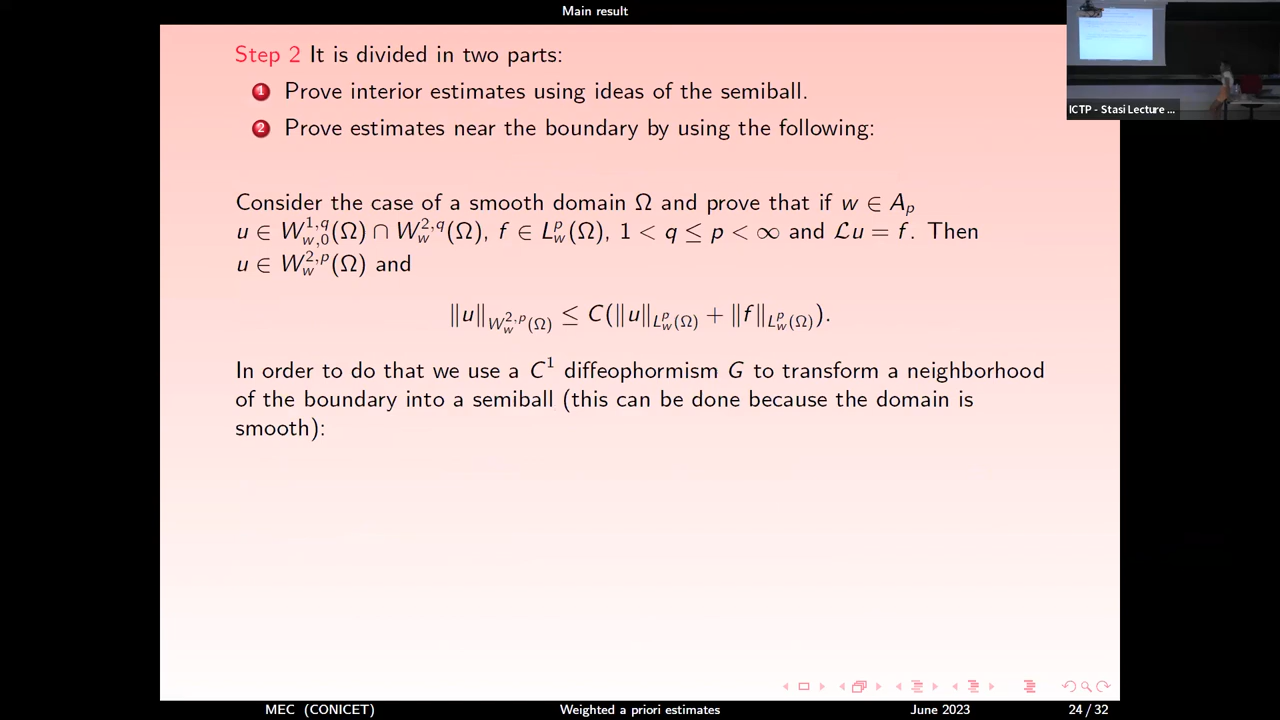 Main result
ICTP - Stasi Lecture ...
Step 2 It is divided in two parts:
1 Prove interior estimates using ideas of the semiball.
2 Prove estimates near the boundary by using the following:
Consider the case of a smooth domain Ω and prove that if w ∈ A_p
u ∈ W^{1,q}_{w,0}(Ω) ∩ W^{2,q}_w(Ω), f ∈ L^p_w(Ω), 1 < q ≤ p < ∞ and ℒu = f. Then
u ∈ W^{2,p}_w(Ω) and
‖u‖_{W^{2,p}_w(Ω)} ≤ C(‖u‖_{L^p_w(Ω)} + ‖f‖_{L^p_w(Ω)}).
In order to do that we use a C^1 diffeophormism G to transform a neighborhood
of the boundary into a semiball (this can be done because the domain is
smooth):
MEC (CONICET) Weighted a priori estimates June 2023 24 / 32